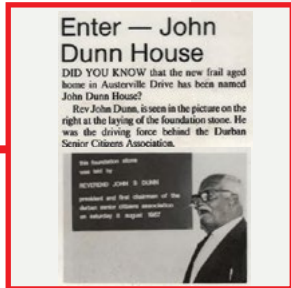 Enter — John
Dunn House
DID YOU KNOW that the new frail aged
home in Austerville Drive has been named
John Dunn House?
Rev John Dunn, is seen in the picture on the
right at the laying of the foundation stone. He
was the driving force behind the Durban
Senior Citizens Association.
this foundation stone
was laid by
REVEREND JOHN D DUNN
president and first chairman of the
durban senior citizens association
on saturday 8 august 1987